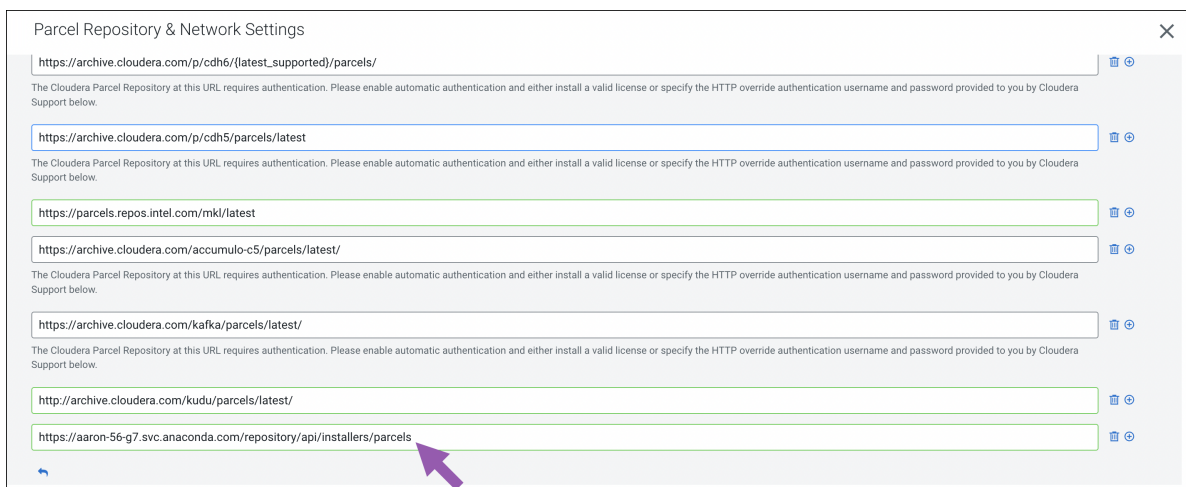 Parcel Repository & Network Settings
https://archive.cloudera.com/p/cdh6/{latest_supported}/parcels/
The Cloudera Parcel Repository at this URL requires authentication. Please enable automatic authentication and either install a valid license or specify the HTTP override authentication username and password provided to you by Cloudera
Support below.
https://archive.cloudera.com/p/cdh5/parcels/latest
The Cloudera Parcel Repository at this URL requires authentication. Please enable automatic authentication and either install a valid license or specify the HTTP override authentication username and password provided to you by Cloudera
Support below.
https://parcels.repos.intel.com/mkl/latest
https://archive.cloudera.com/accumulo-c5/parcels/latest/
The Cloudera Parcel Repository at this URL requires authentication. Please enable automatic authentication and either install a valid license or specify the HTTP override authentication username and password provided to you by Cloudera
Support below.
https://archive.cloudera.com/kafka/parcels/latest/
The Cloudera Parcel Repository at this URL requires authentication. Please enable automatic authentication and either install a valid license or specify the HTTP override authentication username and password provided to you by Cloudera
Support below.
http://archive.cloudera.com/kudu/parcels/latest/
https://aaron-56-g7.svc.anaconda.com/repository/api/installers/parcels